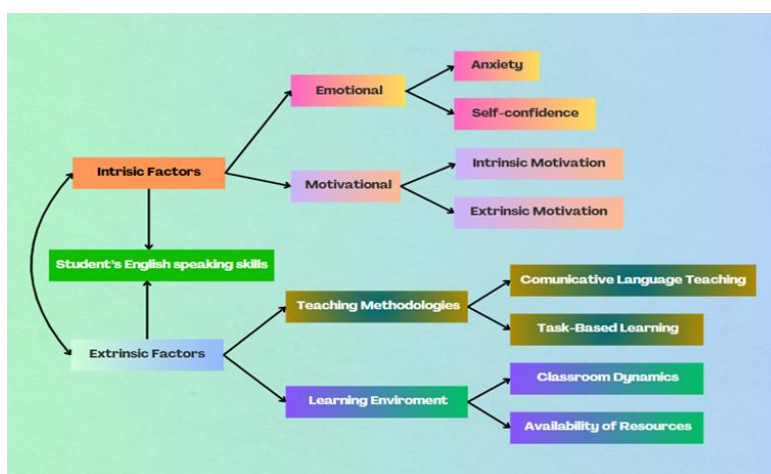 Anxiety
Emotional
Self-confidence
Intrisic Factors
Intrinsic Motivation
Motivational
Extrinsic Motivation
Student's English speaking skills
Comunicative Language Teaching
Teaching Methodologies
Task-Based Learning
Extrinsic Factors
Classroom Dynamics
Learning Enviroment
Availability of Resources